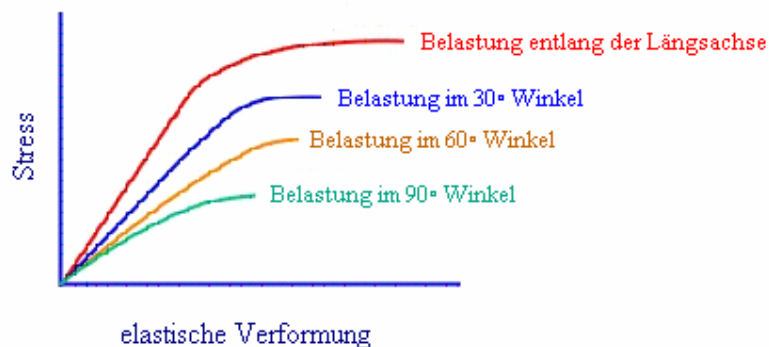 Belastung entlang der Längsachse
Belastung im 30° Winkel
Belastung im 60° Winkel
Belastung im 90° Winkel
Stress
elastische Verformung